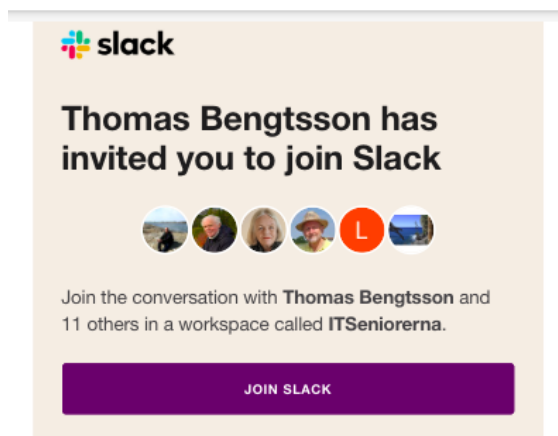 slack
Thomas Bengtsson has
invited you to join Slack
L
Join the conversation with Thomas Bengtsson and
11 others in a workspace called ITSeniorerna.
JOIN SLACK